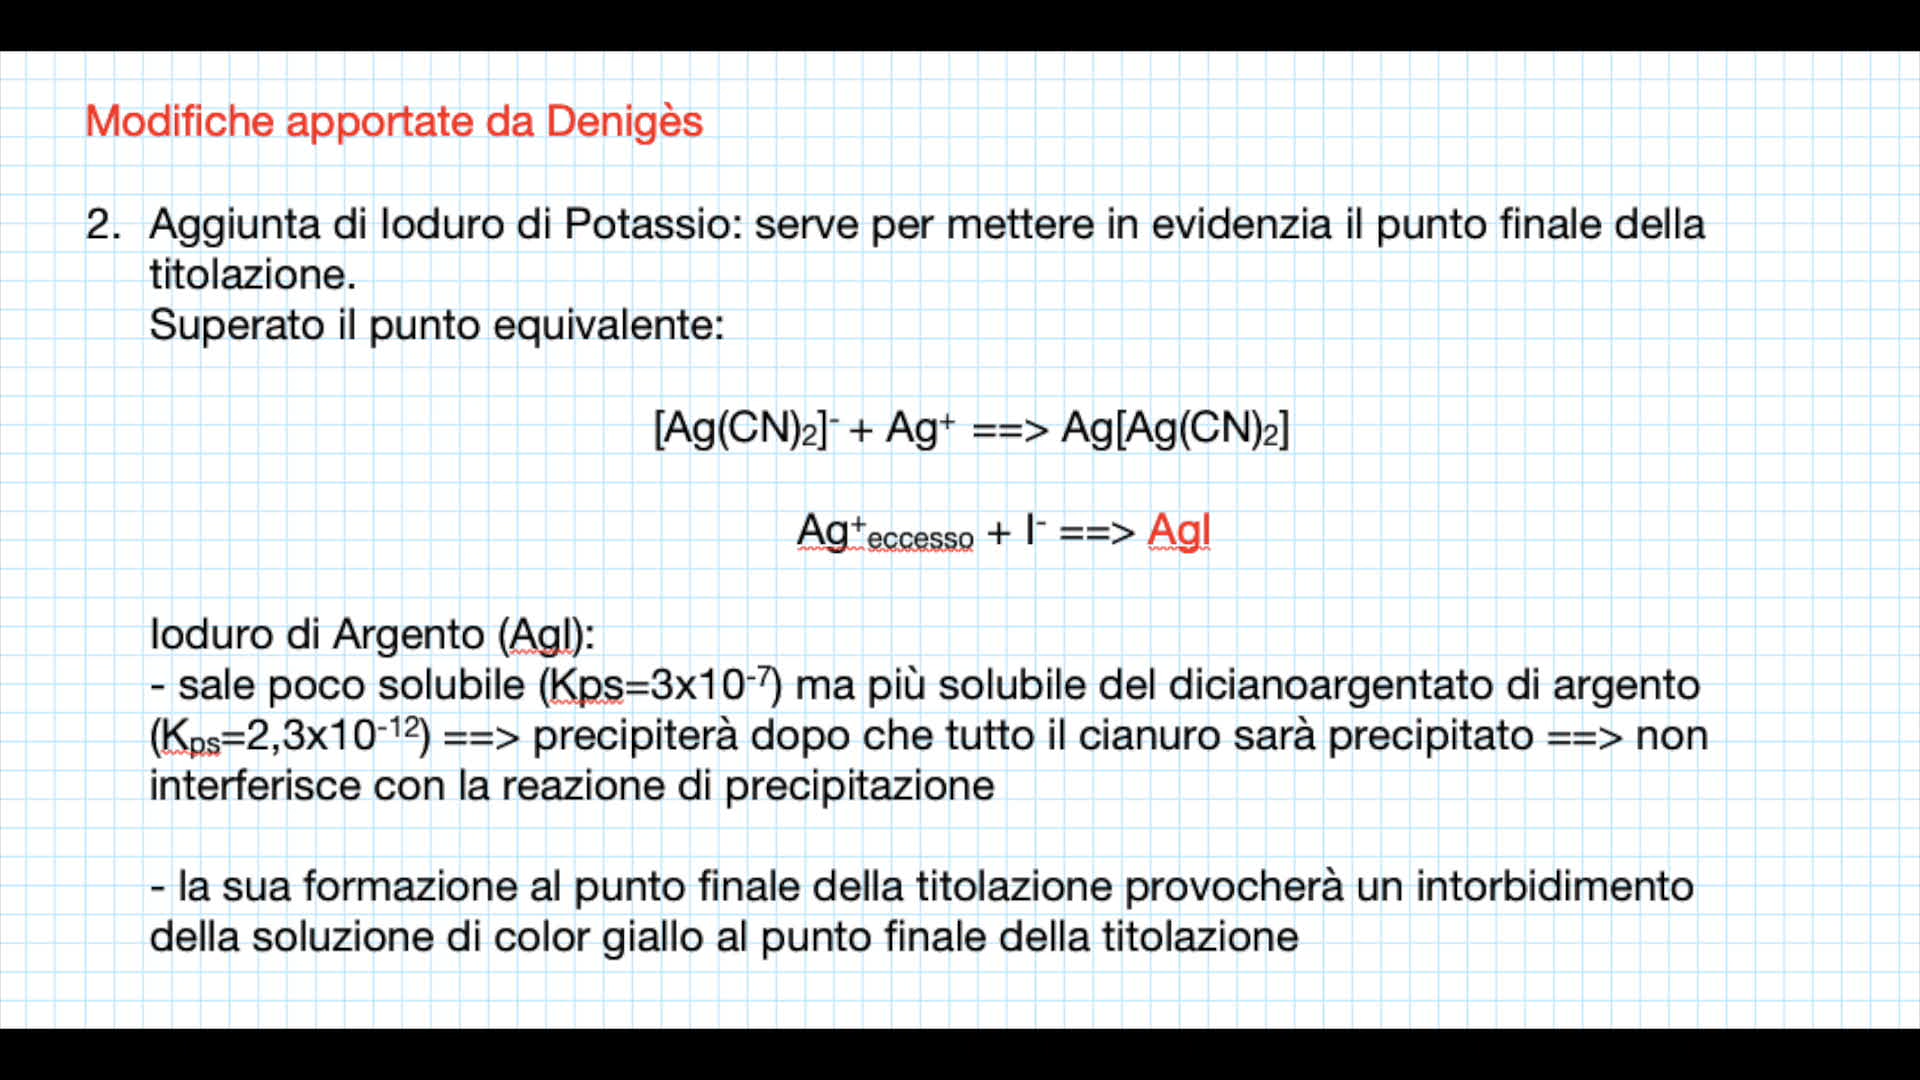 Modifiche apportate da Denigès
2. Aggiunta di Ioduro di Potassio: serve per mettere in evidenzia il punto finale della
titolazione.
Superato il punto equivalente:
[Ag(CN)₂]⁻ + Ag⁺ ==> Ag[Ag(CN)₂]
Ag⁺eccesso + I⁻ ==> AgI
Ioduro di Argento (AgI):
- sale poco solubile (Kps=3x10⁻⁷) ma più solubile del dicianoargentato di argento
(Kps=2,3x10⁻¹²) ==> precipiterà dopo che tutto il cianuro sarà precipitato ==> non
interferisce con la reazione di precipitazione
- la sua formazione al punto finale della titolazione provocherà un intorbidimento
della soluzione di color giallo al punto finale della titolazione